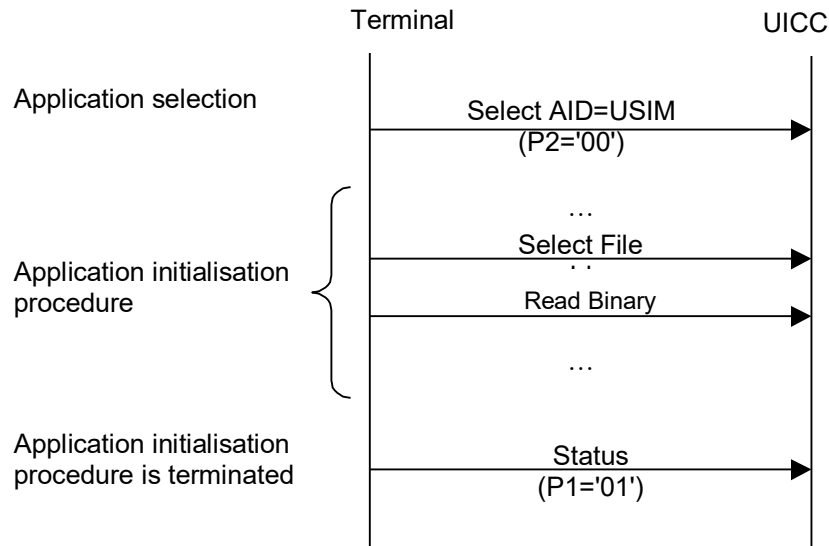 Terminal
UICC
Application selection
Select AID=USIM
(P2='00')
...
Select File
. .
Application initialisation
procedure
Read Binary
...
Application initialisation
procedure is terminated
Status
(P1='01')